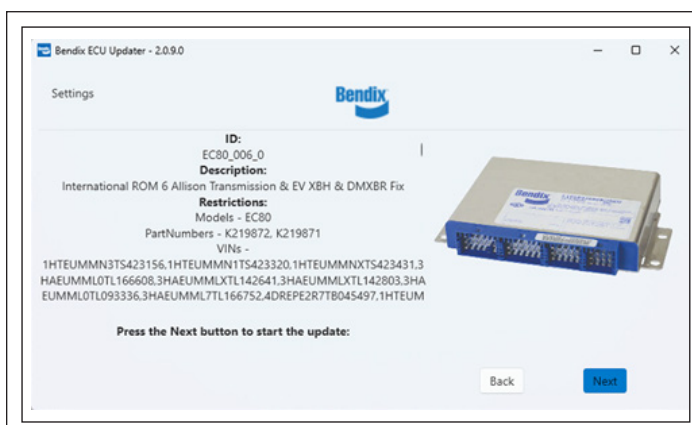 Bendix ECU Updater - 2.0.9.0
Settings
Bendix
ID:
EC80_006_0
Description:
International ROM 6 Allison Transmission & EV XBH & DMXBR Fix
Restrictions:
Models - EC80
PartNumbers - K219872, K219871
VINs -
1HTEUMMN3TS423156,1HTEUMMN1TS423320,1HTEUMMNXTS423431,3
HAEUMML0TL166608,3HAEUMMLXTL142641,3HAEUMMLXTL142803,3HA
EUMML0TL093336,3HAEUMML7TL166752,4DREPE2R7TB045497,1HTEUM
Press the Next button to start the update:
Bendix
Back
Next